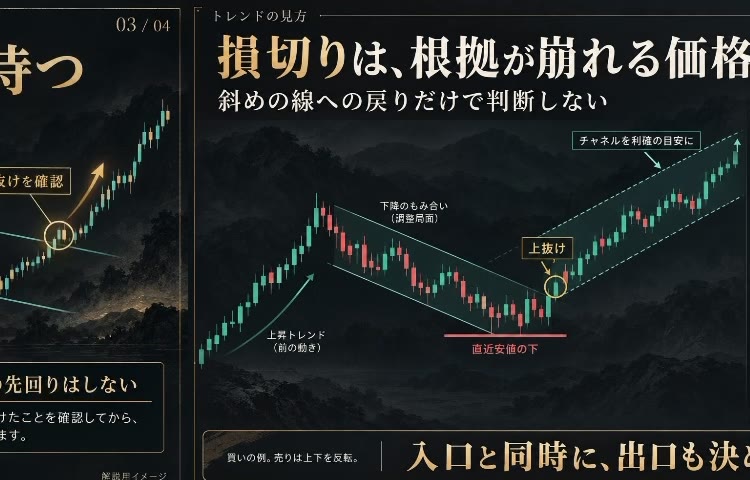 03 / 04
待つ
抜けを確認
の先回りはしない
けたことを確認してから、
ます。
解説用イメージ
トレンドの見方
損切りは、根拠が崩れる価格
斜めの線への戻りだけで判断しない
チャネルを利確の目安に
下降のもみ合い
（調整局面）
上抜け
上昇トレンド
（前の動き）
直近安値の下
買いの例。売りは上下を反転。
入口と同時に、出口も決め